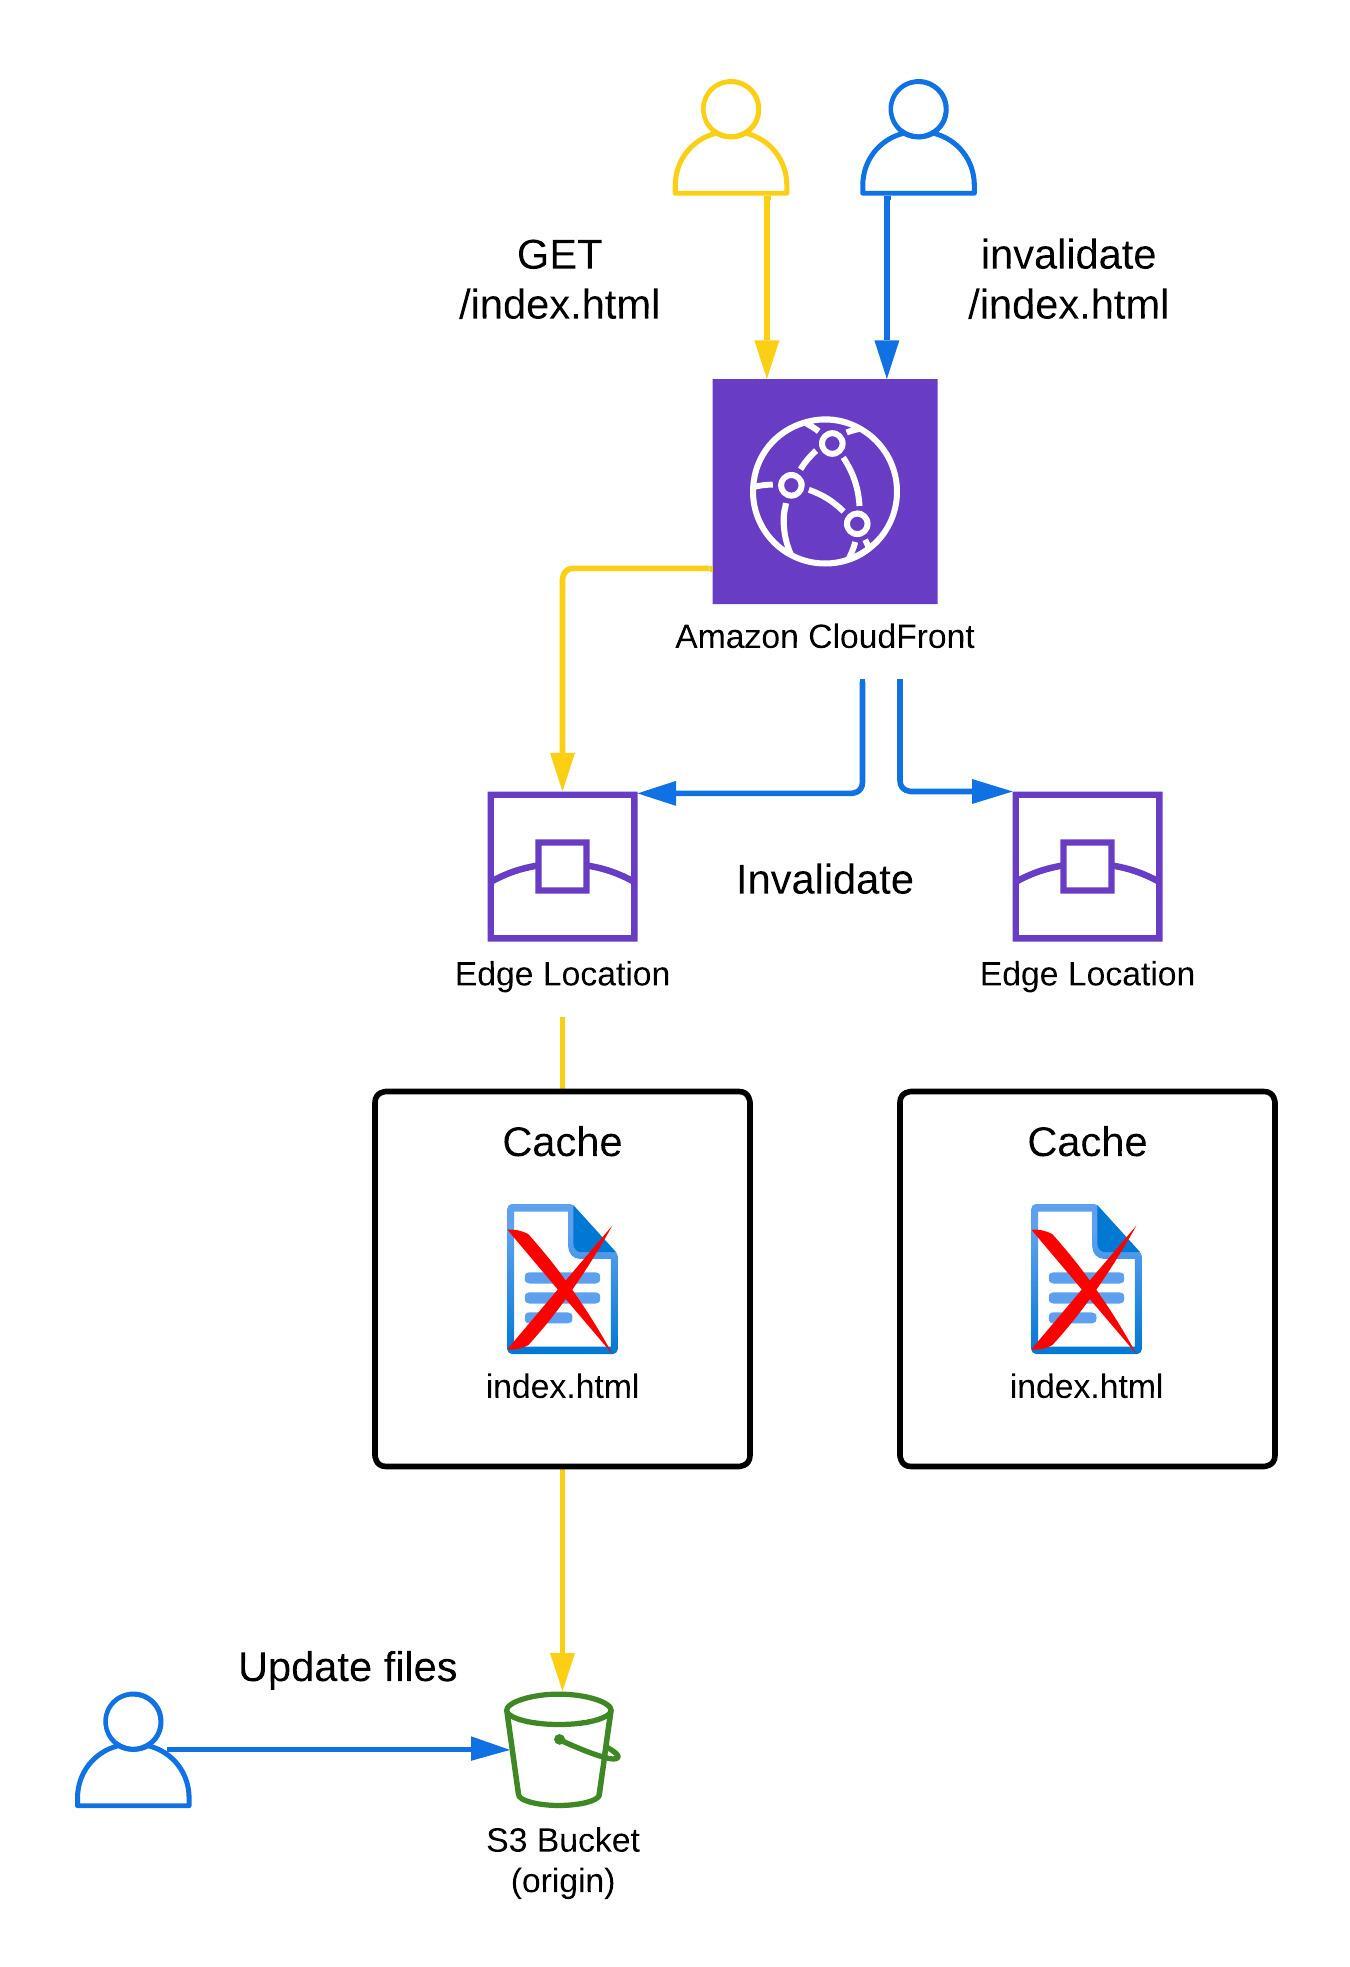 GET
/index.html
invalidate
/index.html
Amazon CloudFront
Invalidate
Edge Location
Edge Location
Cache
index.html
Cache
index.html
Update files
S3 Bucket
(origin)